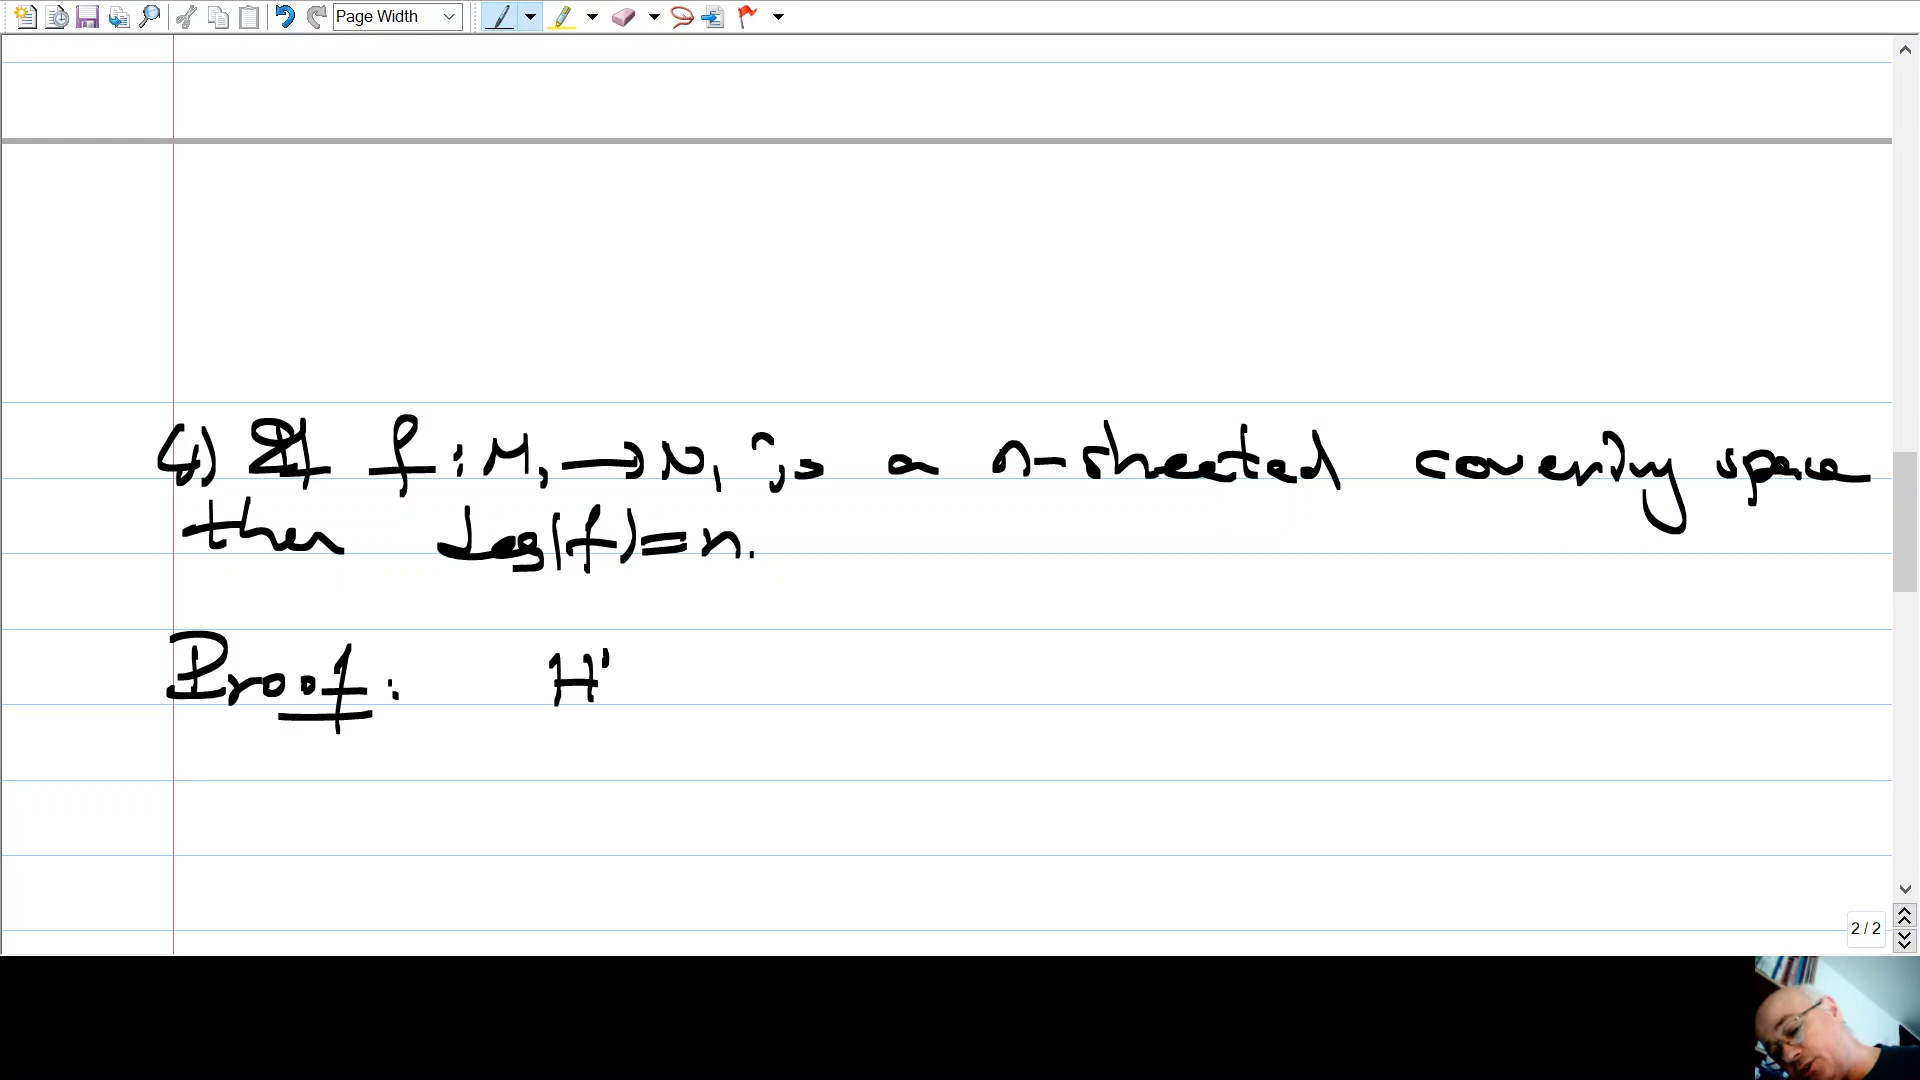 Page Width
(4) If f : M₁ → N₁ is a n-sheeted covering space
then deg(f) = n.
Proof: H'
2 / 2